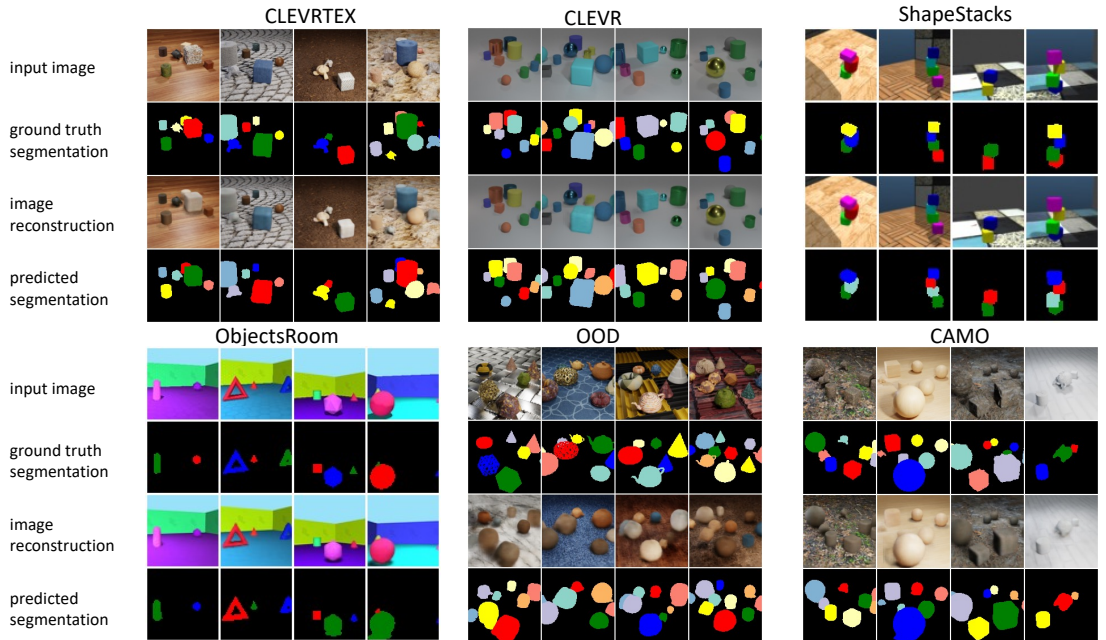 CLEVRTEX CLEVR ShapeStacks
input image
ground truth
segmentation
image
reconstruction
predicted
segmentation
ObjectsRoom OOD CAMO
input image
ground truth
segmentation
image
reconstruction
predicted
segmentation